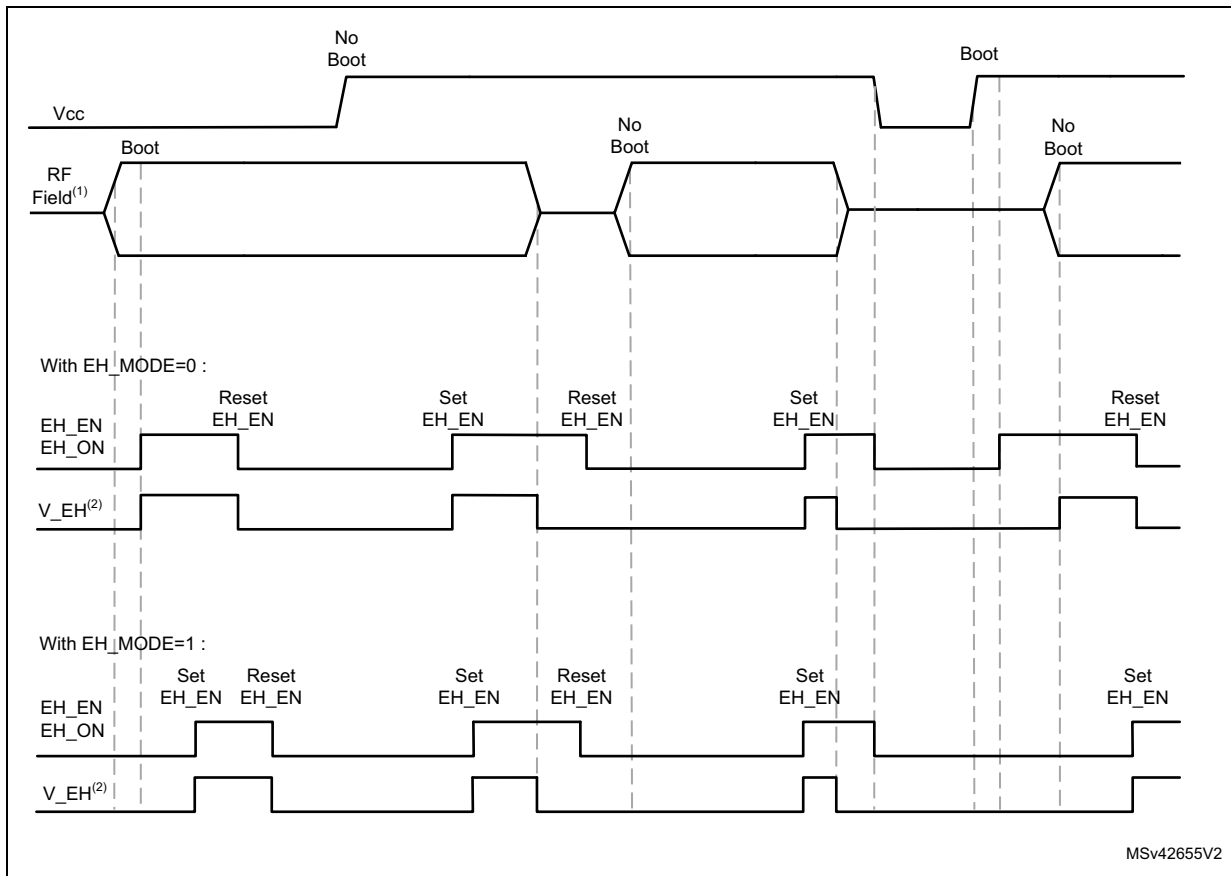 No
Boot
Boot
Vcc
No
Boot
No
Boot
Boot
RF
Field(1)
With EH_MODE=0 :
Reset
EH_EN
Set
EH_EN
Reset
EH_EN
Set
EH_EN
Reset
EH_EN
EH_EN
EH_ON
V_EH(2)
With EH_MODE=1 :
Set
EH_EN
Reset
EH_EN
Set
EH_EN
Reset
EH_EN
Set
EH_EN
Set
EH_EN
EH_EN
EH_ON
V_EH(2)
MSv42655V2